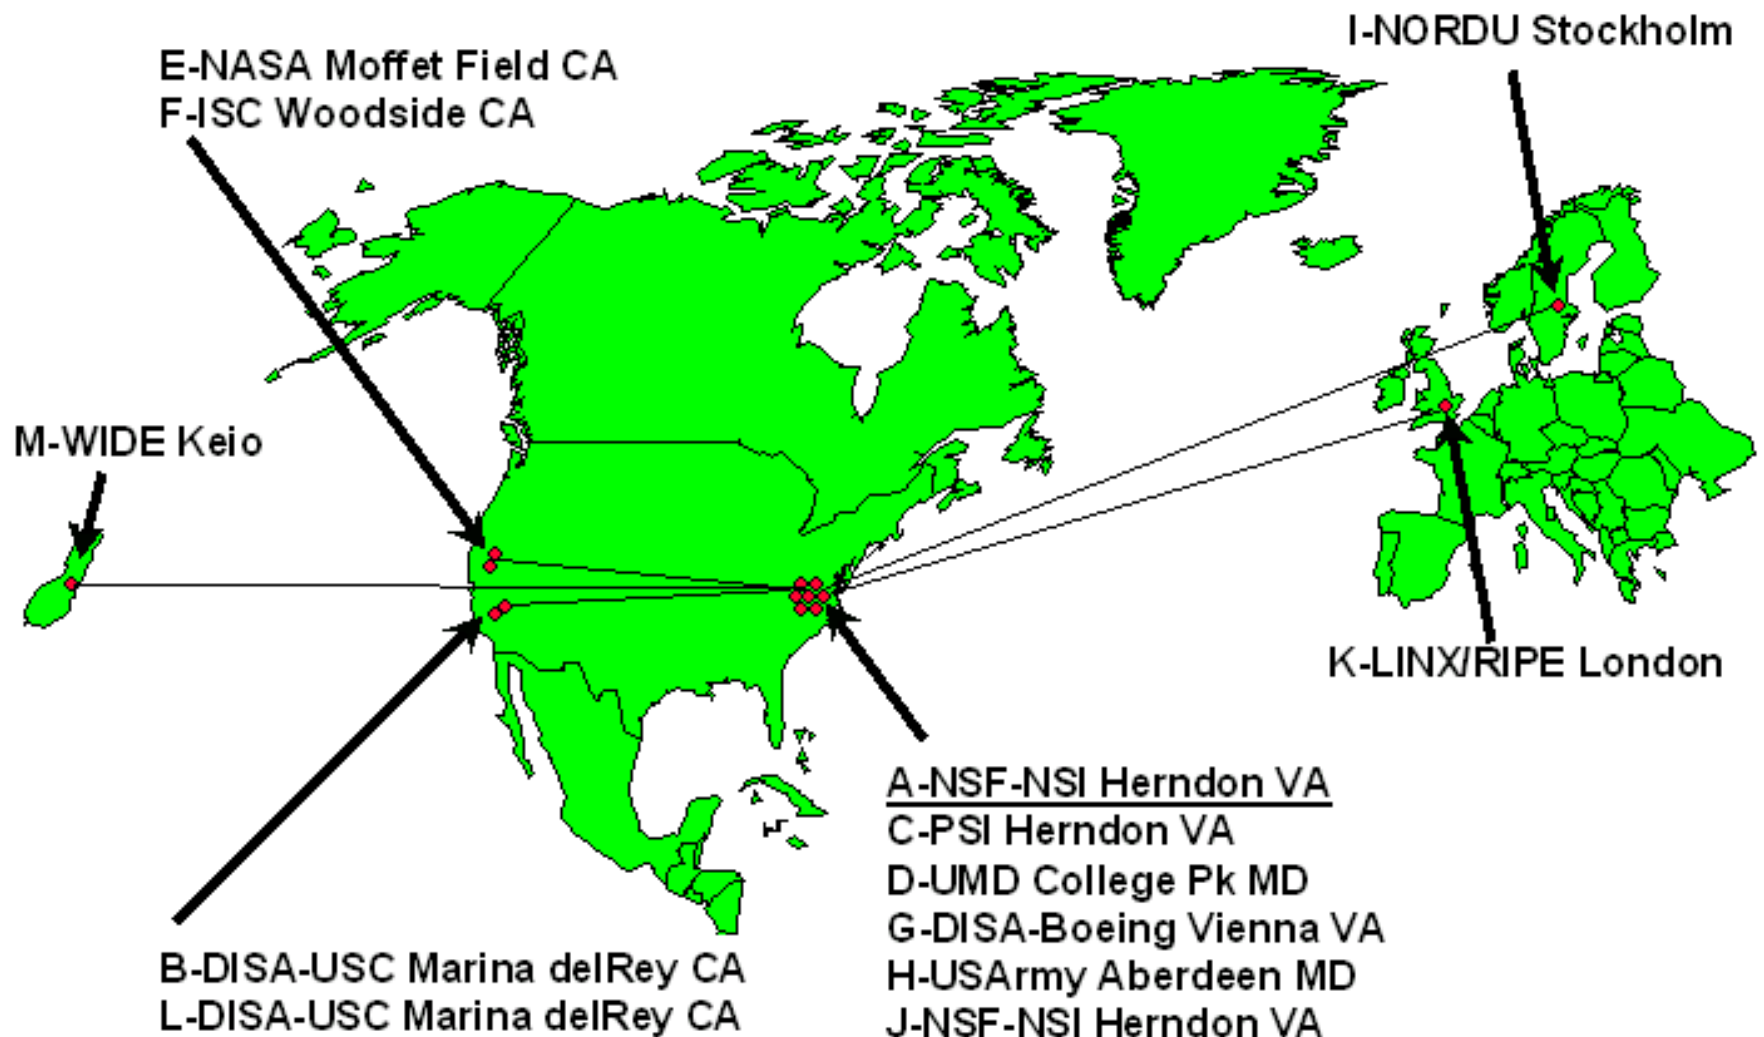 I-NORDU Stockholm
E-NASA Moffet Field CA
F-ISC Woodside CA
M-WIDE Keio
K-LINX/RIPE London
A-NSF-NSI Herndon VA
C-PSI Herndon VA
D-UMD College Pk MD
G-DISA-Boeing Vienna VA
H-USArmy Aberdeen MD
J-NSF-NSI Herndon VA
B-DISA-USC Marina delRey CA
L-DISA-USC Marina delRey CA